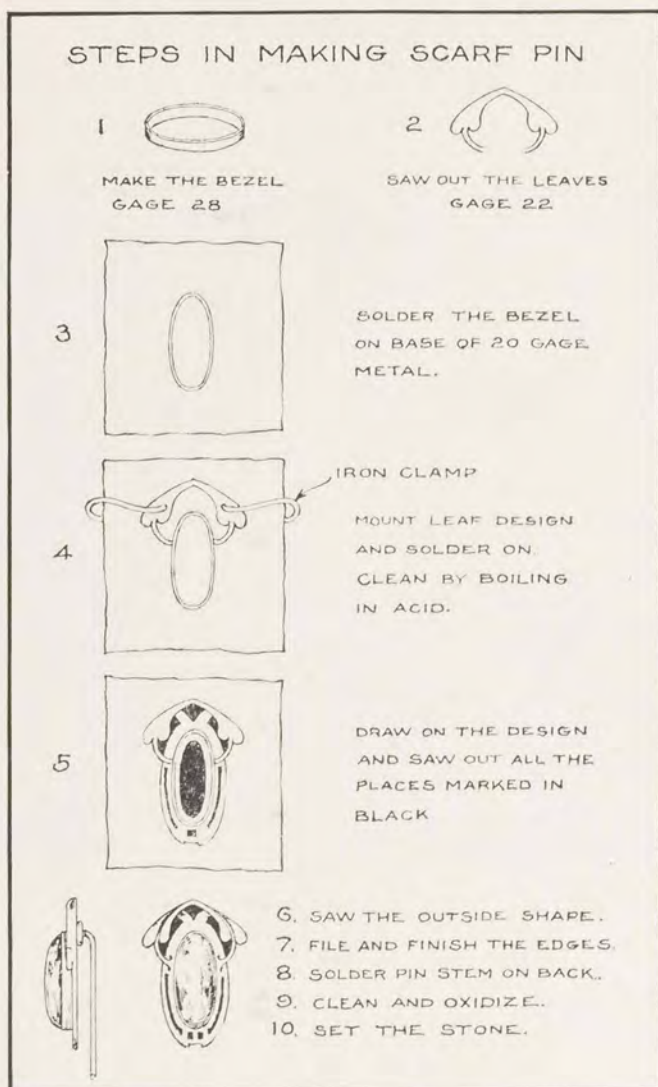 STEPS IN MAKING SCARF PIN
1
MAKE THE BEZEL
GAGE 28
2
SAW OUT THE LEAVES
GAGE 22
3
SOLDER THE BEZEL
ON BASE OF 20 GAGE
METAL.
4
IRON CLAMP
MOUNT LEAF DESIGN
AND SOLDER ON
CLEAN BY BOILING
IN ACID.
5
DRAW ON THE DESIGN
AND SAW OUT ALL THE
PLACES MARKED IN
BLACK
6. SAW THE OUTSIDE SHAPE.
7. FILE AND FINISH THE EDGES.
8. SOLDER PIN STEM ON BACK.
9. CLEAN AND OXIDIZE.
10. SET THE STONE.